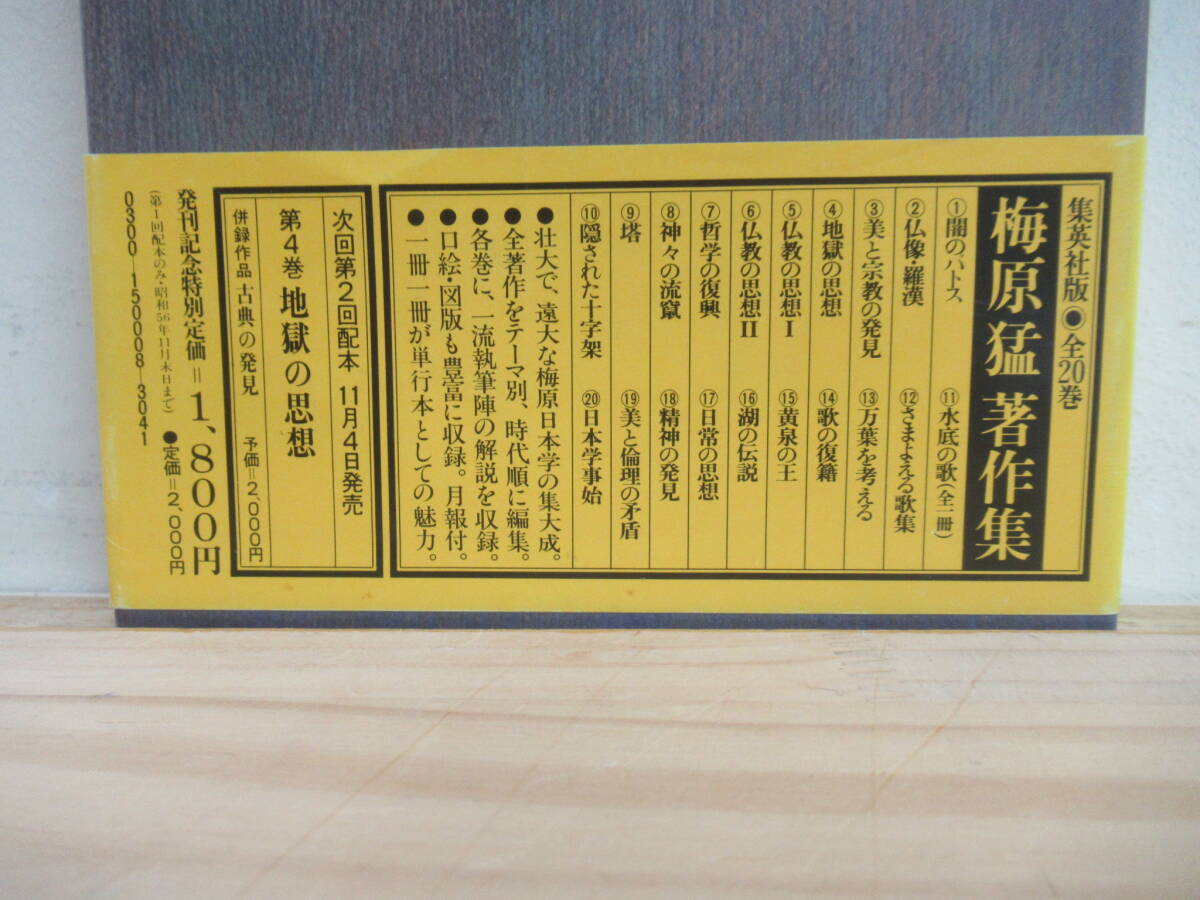 集英社版◉全20巻
梅原猛 著作集
①闇のパトス
⑪水底の歌(全一冊)
②仏像・羅漢
⑫さまよえる歌集
③美と宗教の発見
⑬万葉を考える
④地獄の思想
⑭歌の復籍
⑤仏教の思想Ⅰ
⑮黄泉の王
⑥仏教の思想Ⅱ
⑯湖の伝説
⑦哲学の復興
⑰日常の思想
⑧神々の流竄
⑱精神の発見
⑨塔
⑲美と倫理の矛盾
⑩隠された十字架
⑳日本学事始
●壮大で、遠大な梅原日本学の集大成。
●全著作をテーマ別、時代順に編集。
●各巻に、一流執筆陣の解説を収録。
●口絵・図版も豊富に収録。月報付。
●一冊一冊が単行本としての魅力。
次回第2回配本 11月4日発売
第4巻 地獄の思想
併録作品 古典の発見 予価=2,000円
発刊記念特別定価=1,800円
(第1回配本のみ・昭和56年11月末日まで) ●定価=2,000円
0300-150008-3041